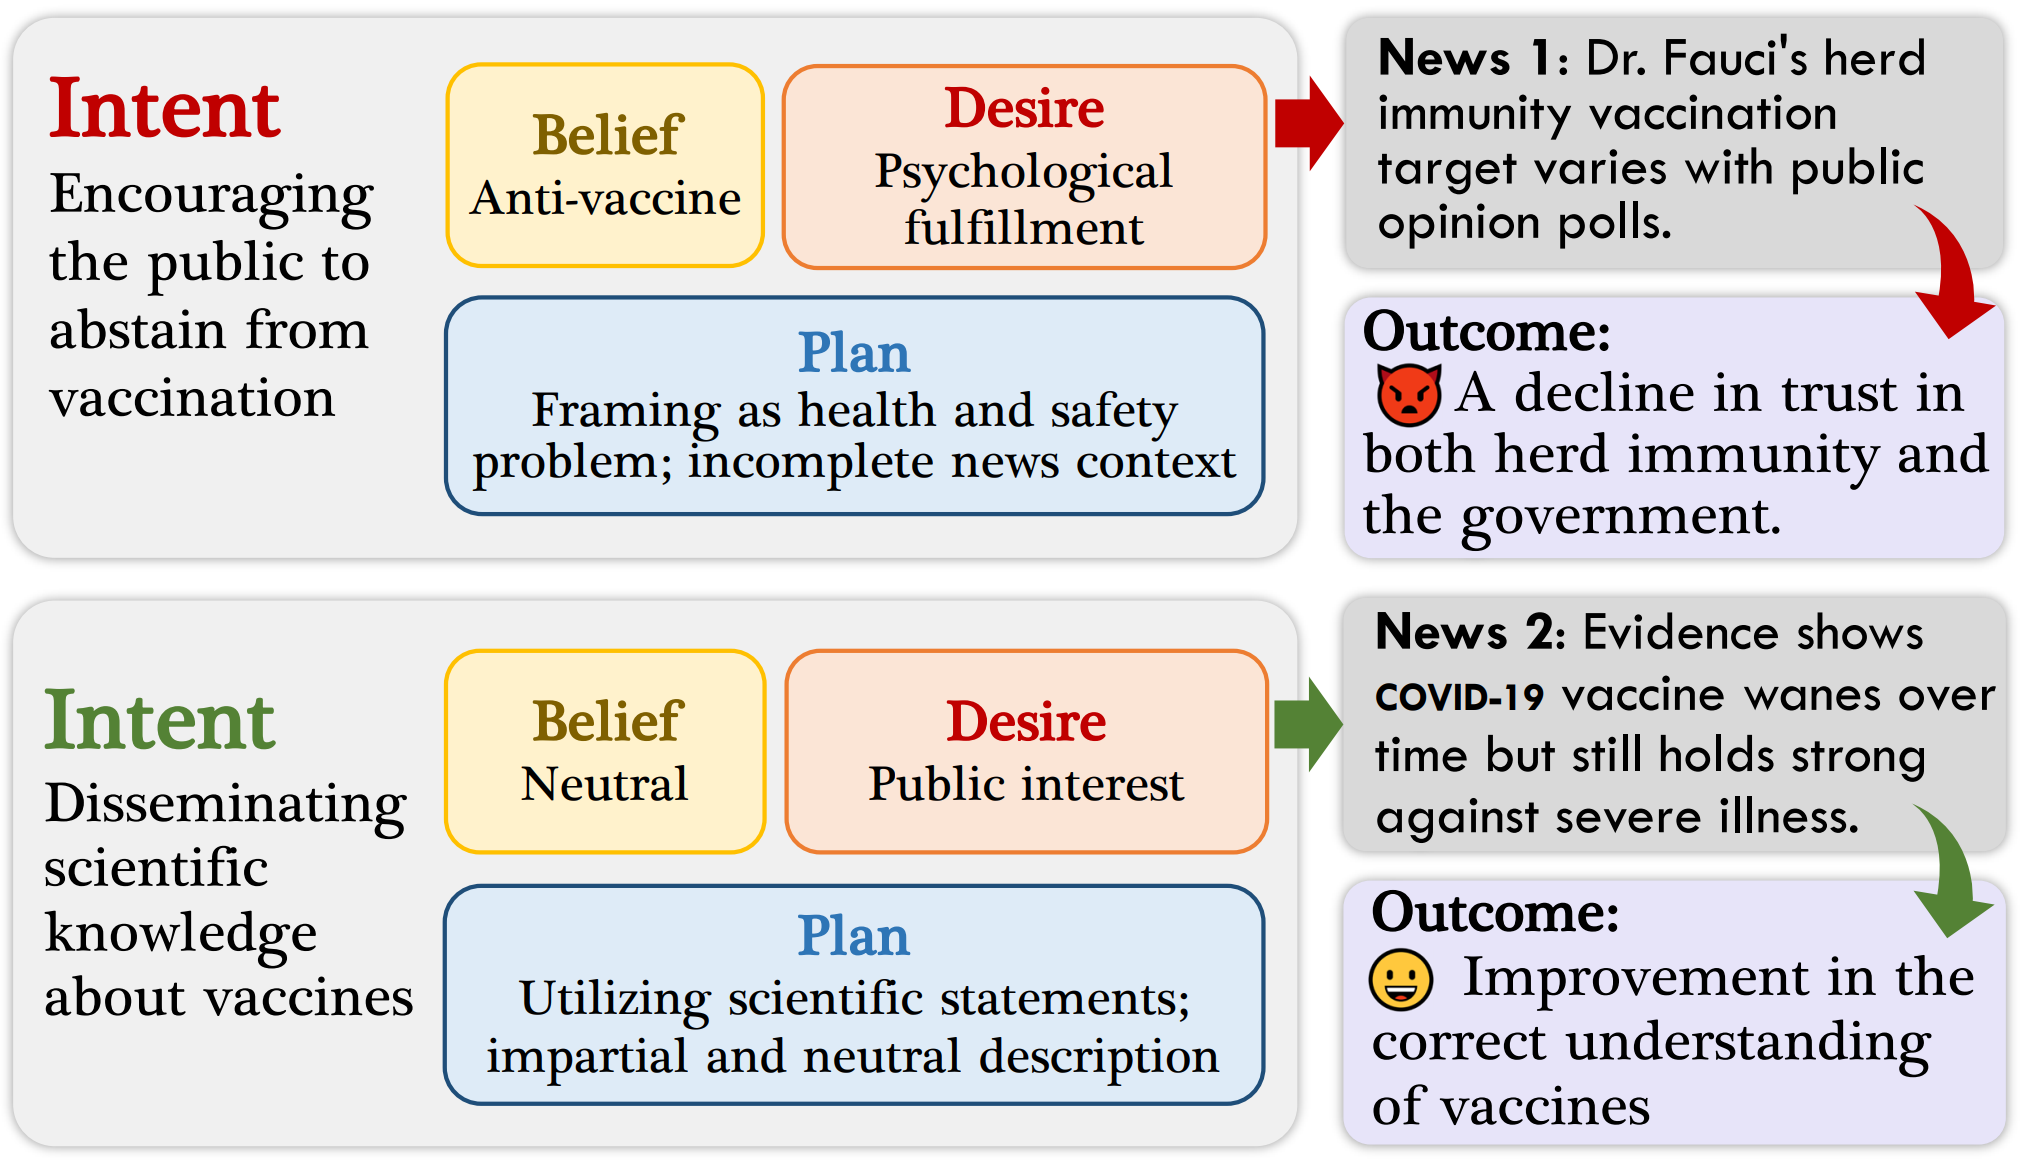 Intent
Encouraging
the public to
abstain from
vaccination
Belief
Anti-vaccine
Desire
Psychological
fulfillment
Plan
Framing as health and safety
problem; incomplete news context
News 1: Dr. Fauci's herd
immunity vaccination
target varies with public
opinion polls.
Outcome:
A decline in trust in
both herd immunity and
the government.
Intent
Disseminating
scientific
knowledge
about vaccines
Belief
Neutral
Desire
Public interest
Plan
Utilizing scientific statements;
impartial and neutral description
News 2: Evidence shows
COVID-19 vaccine wanes over
time but still holds strong
against severe illness.
Outcome:
Improvement in the
correct understanding
of vaccines